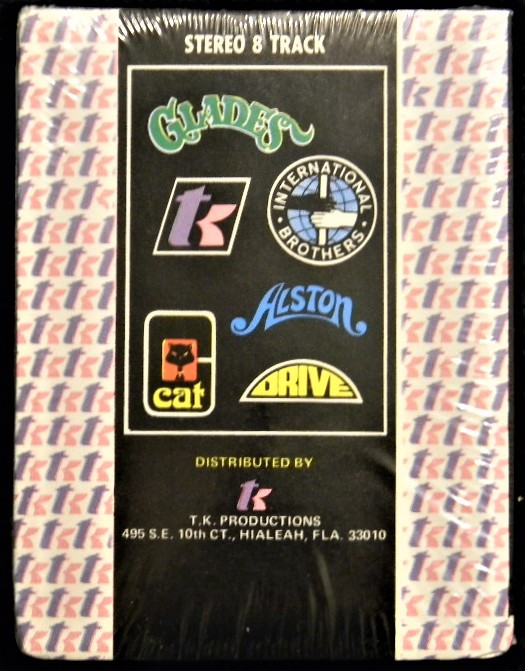 STEREO 8 TRACK
GLADES
tk
INTERNATIONAL BROTHERS
ALSTON
cat
DRIVE
DISTRIBUTED BY
tk
T.K. PRODUCTIONS
495 S.E. 10th CT., HIALEAH, FLA. 33010